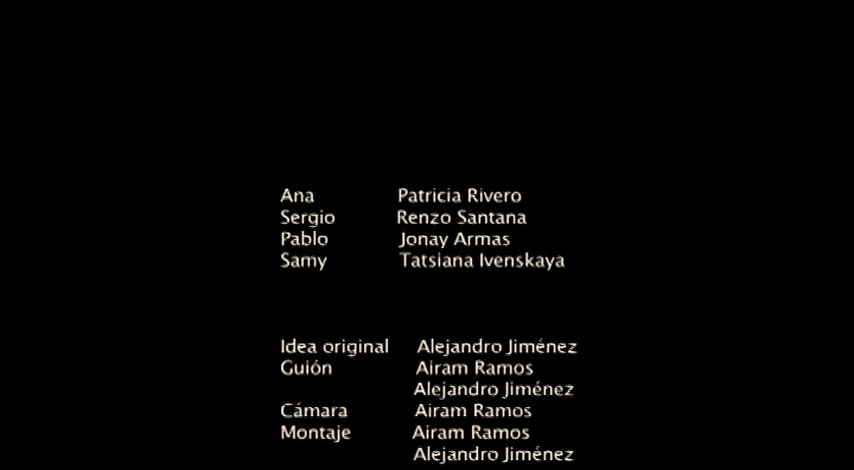 Ana Patricia Rivero
Sergio Renzo Santana
Pablo Jonay Armas
Samy Tatsiana Ivenskaya
Idea original Alejandro Jiménez
Guión Airam Ramos
Alejandro Jiménez
Cámara Airam Ramos
Montaje Airam Ramos
Alejandro Jiménez